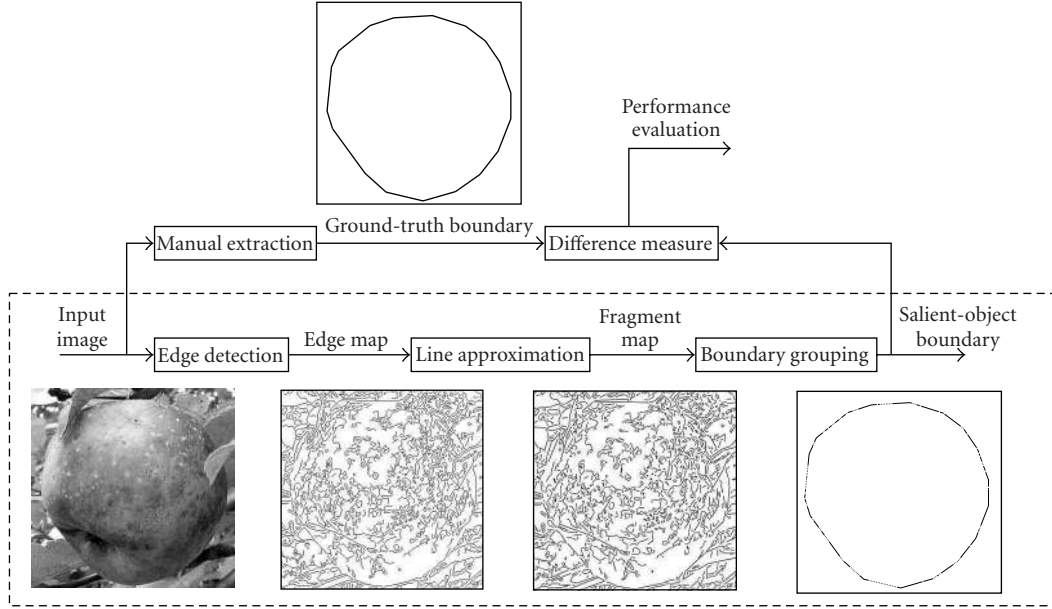 Performance
evaluation
Ground-truth boundary
Manual extraction
Difference measure
Input
image
Edge detection
Edge map
Line approximation
Fragment
map
Boundary grouping
Salient-object
boundary